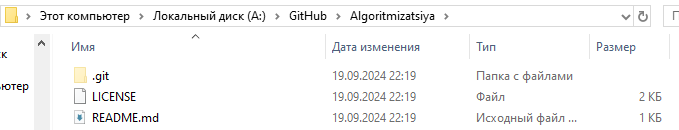 Этот компьютер > Локальный диск (A:) > GitHub > Algoritmizatsiya >
Имя Дата изменения Тип Размер
.git 19.09.2024 22:19 Папка с файлами
LICENSE 19.09.2024 22:19 Файл 2 КБ
README.md 19.09.2024 22:19 Исходный файл ... 1 КБ
ск
ьютер